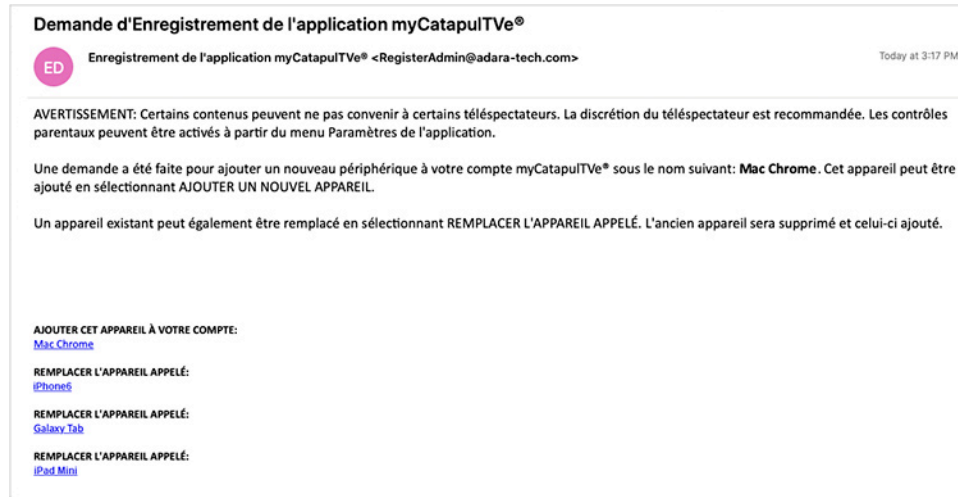 Demande d'Enregistrement de l'application myCatapulTVe®
ED
Enregistrement de l'application myCatapulTVe® <RegisterAdmin@adara-tech.com>
Today at 3:17 PM
AVERTISSEMENT: Certains contenus peuvent ne pas convenir à certains téléspectateurs. La discrétion du téléspectateur est recommandée. Les contrôles
parentaux peuvent être activés à partir du menu Paramètres de l'application.
Une demande a été faite pour ajouter un nouveau périphérique à votre compte myCatapulTVe® sous le nom suivant: Mac Chrome. Cet appareil peut être
ajouté en sélectionnant AJOUTER UN NOUVEL APPAREIL.
Un appareil existant peut également être remplacé en sélectionnant REMPLACER L'APPAREIL APPELÉ. L'ancien appareil sera supprimé et celui-ci ajouté.
AJOUTER CET APPAREIL À VOTRE COMPTE:
Mac Chrome
REMPLACER L'APPAREIL APPELÉ:
iPhone6
REMPLACER L'APPAREIL APPELÉ:
Galaxy Tab
REMPLACER L'APPAREIL APPELÉ:
iPad Mini